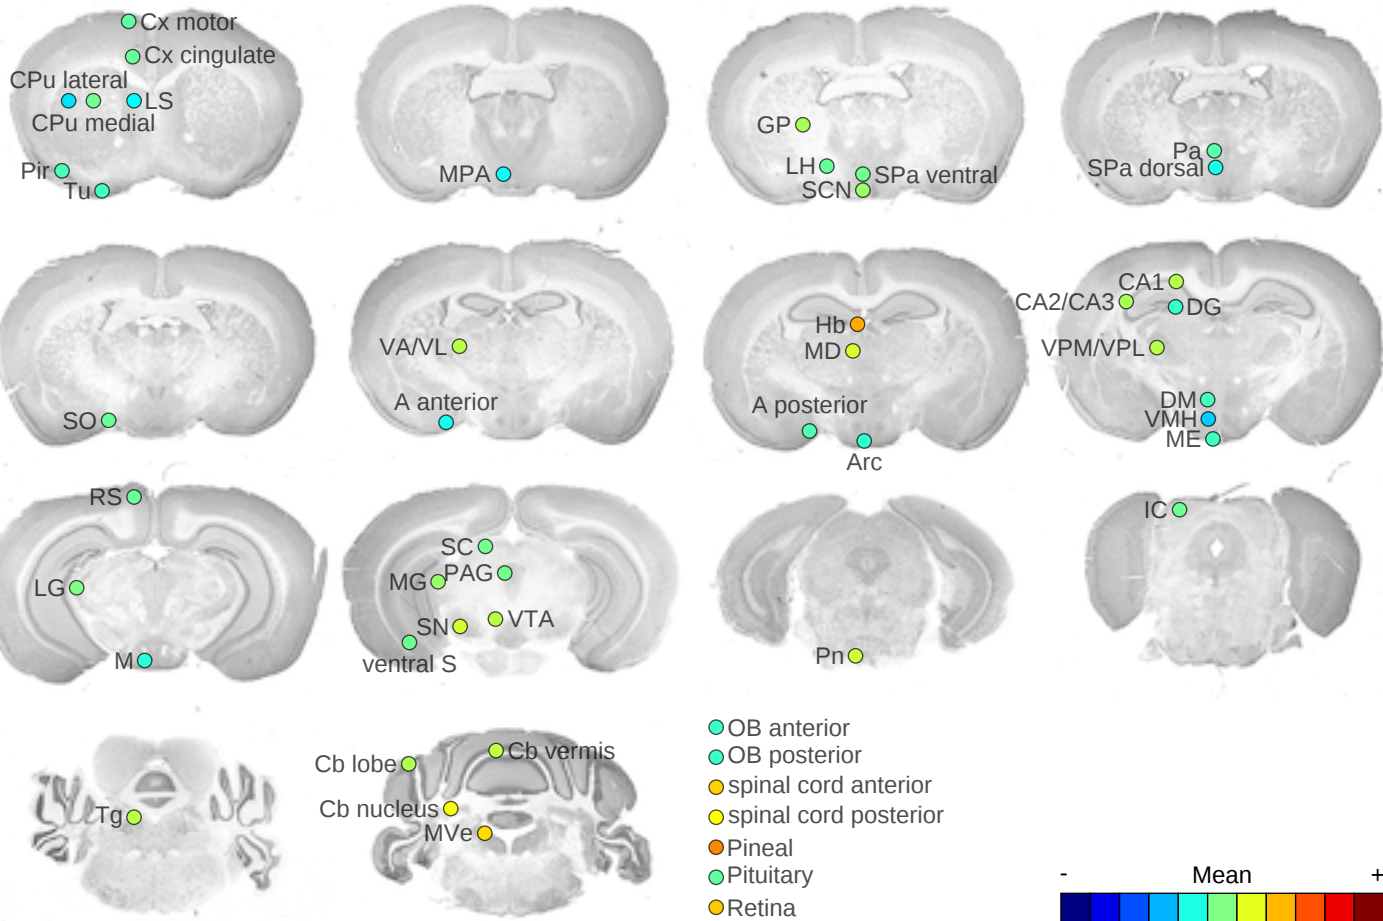 Cx motor
Cx cingulate
CPu lateral
LS
CPu medial
Pir
Tu
MPA
GP
LH
SPa ventral
SCN
Pa
SPa dorsal
SO
VA/VL
A anterior
Hb
MD
A posterior
Arc
CA1
CA2/CA3
DG
VPM/VPL
DM
VMH
ME
RS
LG
M
SC
PAG
MG
VTA
SN
ventral S
Pn
IC
Tg
Cb vermis
Cb lobe
Cb nucleus
MVe
OB anterior
OB posterior
spinal cord anterior
spinal cord posterior
Pineal
Pituitary
Retina
- Mean +